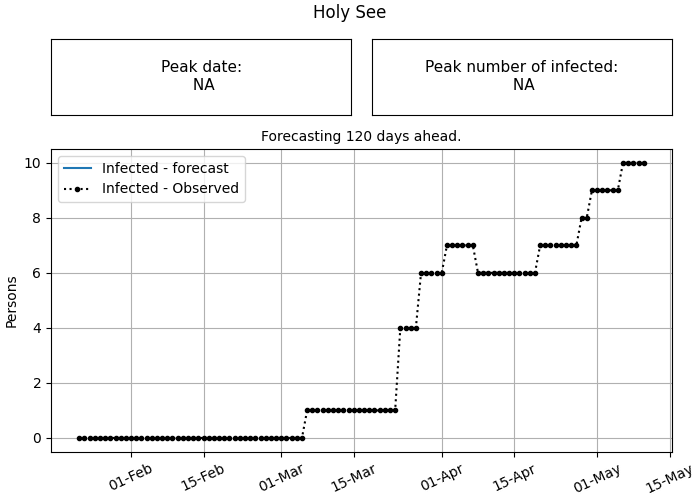 Holy See
Peak date:
NA
Peak number of infected:
NA
Forecasting 120 days ahead.
Infected - forecast
Infected - Observed
Persons
10
8
6
4
2
0
01-Feb
15-Feb
01-Mar
15-Mar
01-Apr
15-Apr
01-May
15-May